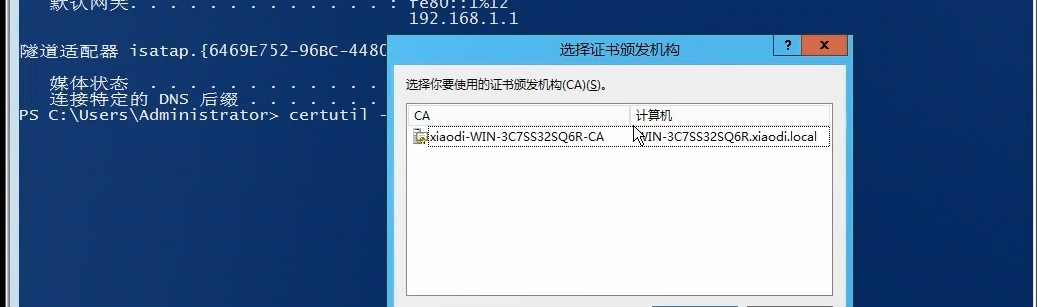 默认网关. . . . . . . . . . . . . : fe80::1%12
192.168.1.1
隧道适配器 isatap.{6469E752-96BC-4480
媒体状态 . . . . . . . . . . . .
连接特定的 DNS 后缀 . . . . . . .
PS C:\Users\Administrator> certutil -
选择证书颁发机构
? x
选择你要使用的证书颁发机构(CA)(S)。
CA 计算机
xiaodi-WIN-3C7SS32SQ6R-CA WIN-3C7SS32SQ6R.xiaodi.local